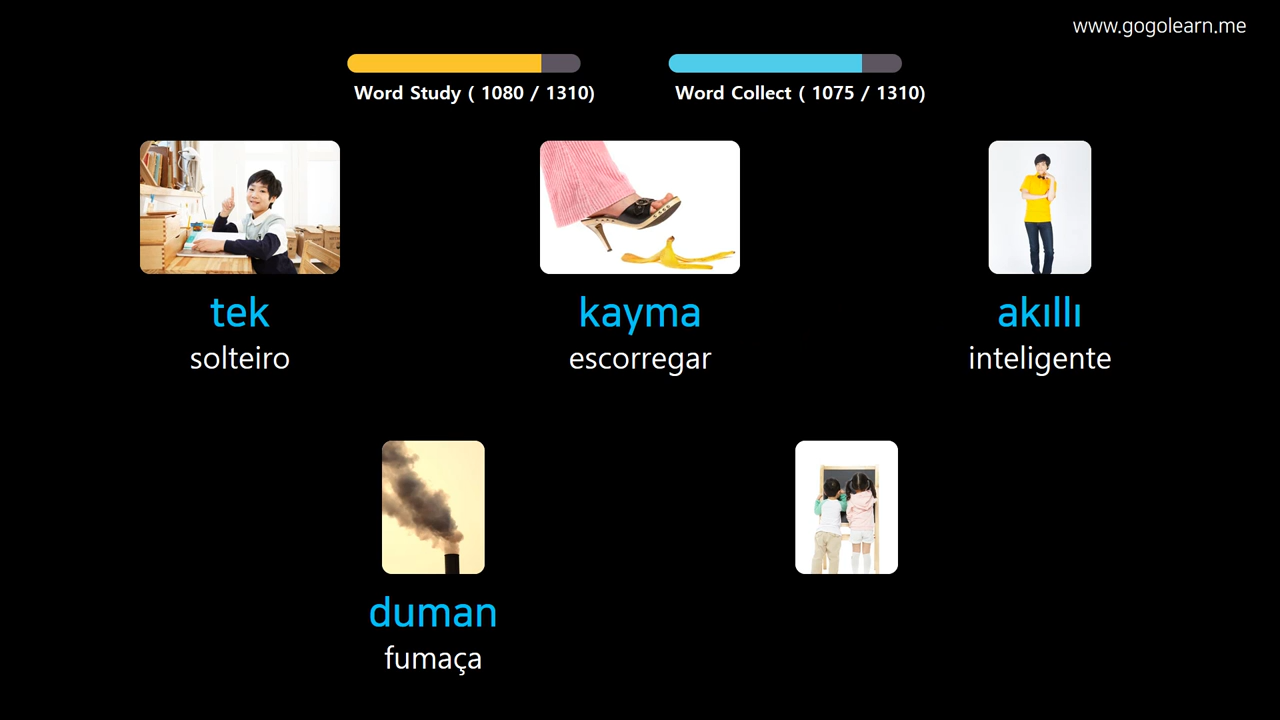 www.gogolearn.me
Word Study ( 1080 / 1310)
Word Collect ( 1075 / 1310)
tek
solteiro
kayma
escorregar
akıllı
inteligente
duman
fumaça